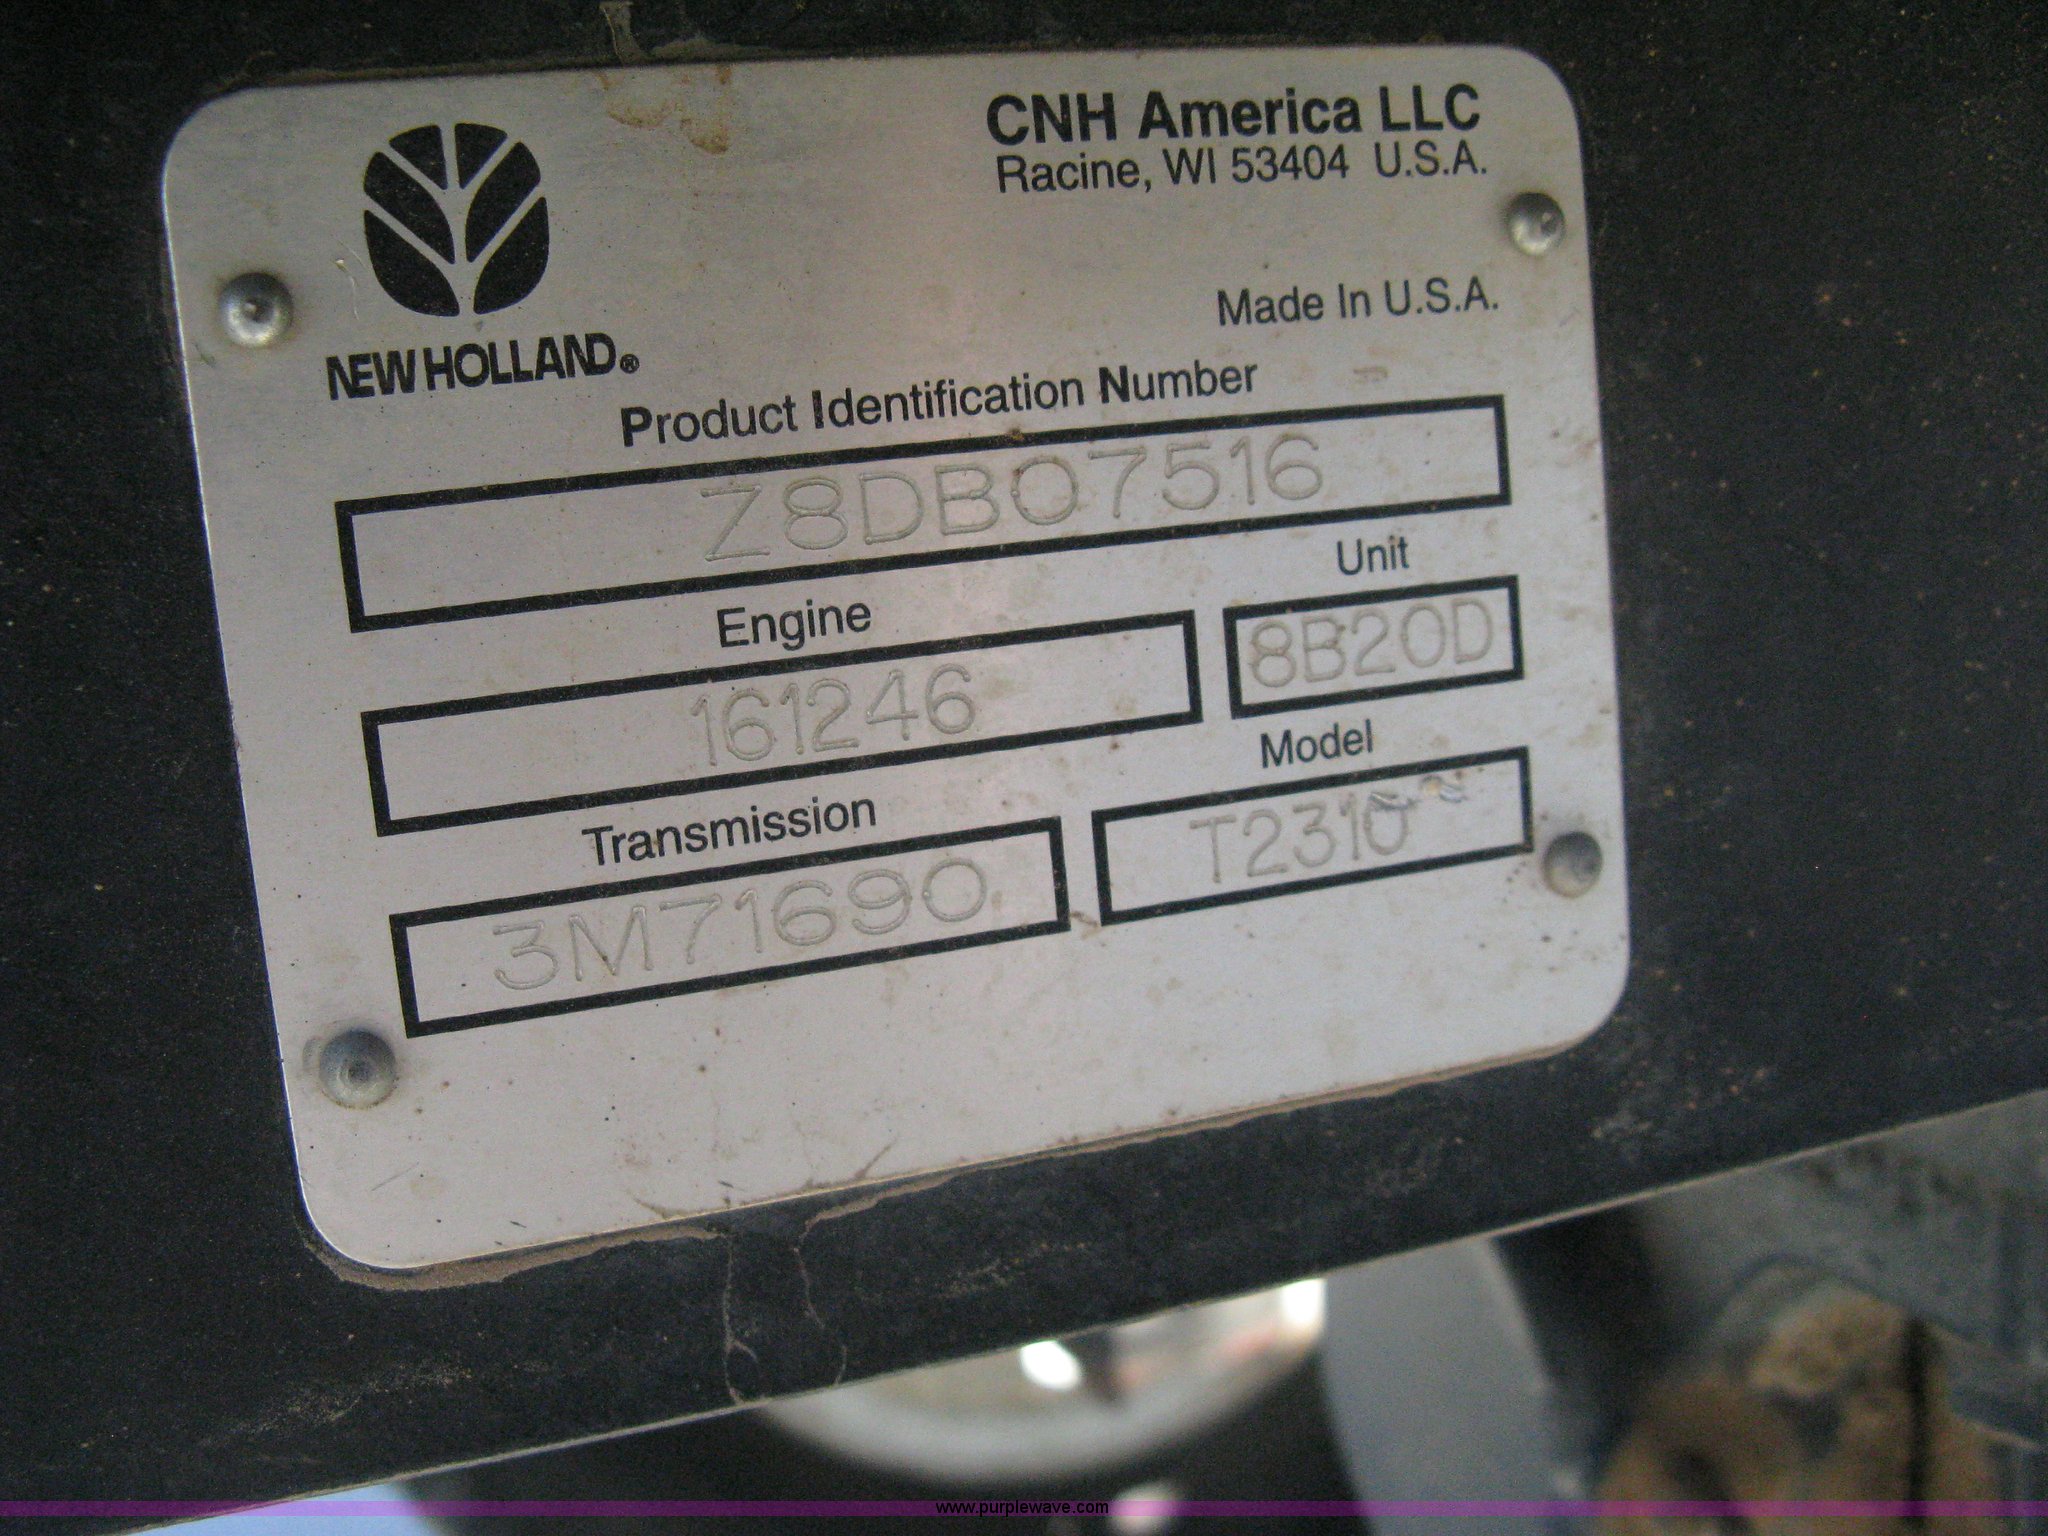 CNH America LLC
Racine, WI 53404 U.S.A.
Made In U.S.A.
NEW HOLLAND®
Product Identification Number
Z8DB07516
Engine
161246
Unit
8B20D
Transmission
3M71690
Model
T2310
www.purplewave.com